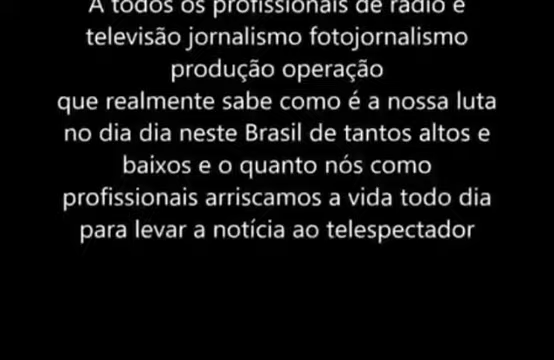 A todos os profissionais de rádio e
televisão jornalismo fotojornalismo
produção operação
que realmente sabe como é a nossa luta
no dia dia neste Brasil de tantos altos e
baixos e o quanto nós como
profissionais arriscamos a vida todo dia
para levar a notícia ao telespectador